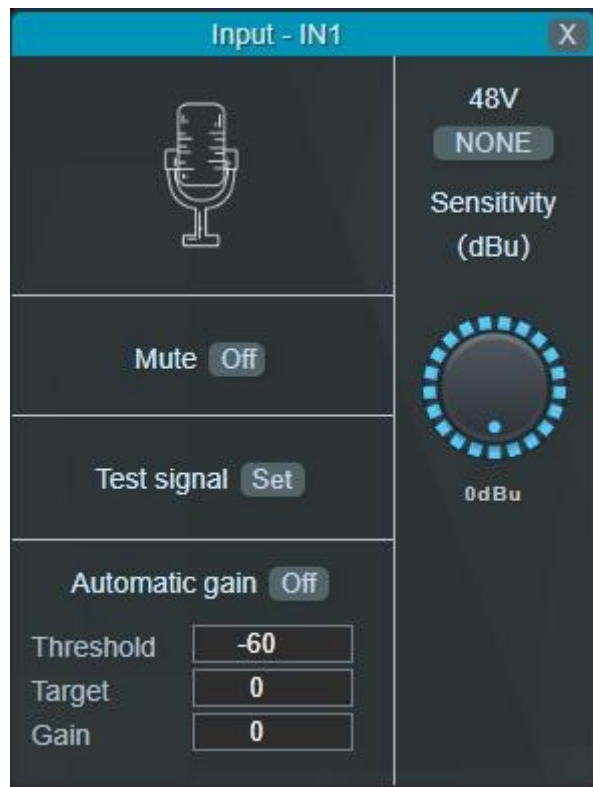 Input - IN1
X
Mute Off
Test signal Set
Automatic gain Off
Threshold -60
Target 0
Gain 0
48V
NONE
Sensitivity
(dBu)
0dBu